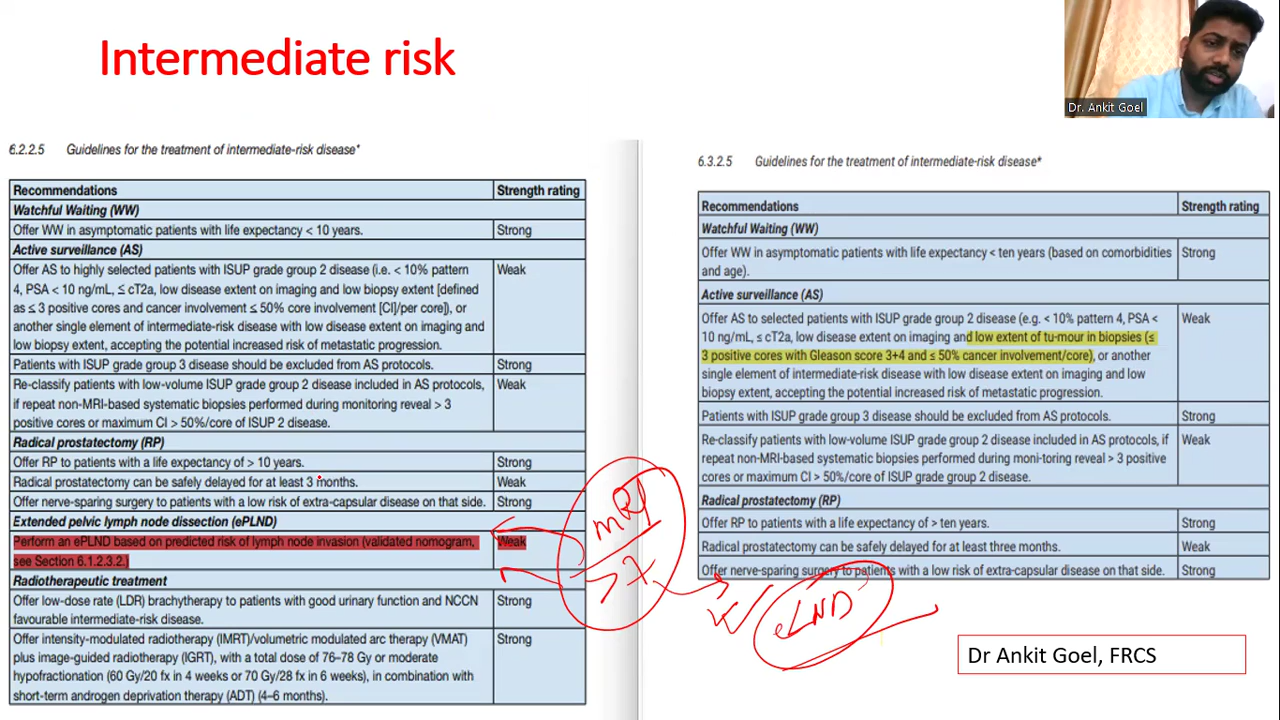 Intermediate risk
Dr. Ankit Goel
6.2.2.5 Guidelines for the treatment of intermediate-risk disease*
Recommendations Strength rating
Watchful Waiting (WW)
Offer WW in asymptomatic patients with life expectancy < 10 years. Strong
Active surveillance (AS)
Offer AS to highly selected patients with ISUP grade group 2 disease (i.e. < 10% pattern Weak
4, PSA < 10 ng/mL, ≤ cT2a, low disease extent on imaging and low biopsy extent [defined
as ≤ 3 positive cores and cancer involvement ≤ 50% core involvement [CI]/per core]), or
another single element of intermediate-risk disease with low disease extent on imaging and
low biopsy extent, accepting the potential increased risk of metastatic progression.
Patients with ISUP grade group 3 disease should be excluded from AS protocols. Strong
Re-classify patients with low-volume ISUP grade group 2 disease included in AS protocols, Weak
if repeat non-MRI-based systematic biopsies performed during monitoring reveal > 3
positive cores or maximum CI > 50%/core of ISUP 2 disease.
Radical prostatectomy (RP)
Offer RP to patients with a life expectancy of > 10 years. Strong
Radical prostatectomy can be safely delayed for at least 3 months. Weak
Offer nerve-sparing surgery to patients with a low risk of extra-capsular disease on that side. Strong
Extended pelvic lymph node dissection (ePLND)
Perform an ePLND based on predicted risk of lymph node invasion (validated nomogram, Weak
see Section 6.1.2.3.2.)
Radiotherapeutic treatment
Offer low-dose rate (LDR) brachytherapy to patients with good urinary function and NCCN Strong
favourable intermediate-risk disease.
Offer intensity-modulated radiotherapy (IMRT)/volumetric modulated arc therapy (VMAT) Strong
plus image-guided radiotherapy (IGRT), with a total dose of 76–78 Gy or moderate
hypofractionation (60 Gy/20 fx in 4 weeks or 70 Gy/28 fx in 6 weeks), in combination with
short-term androgen deprivation therapy (ADT) (4–6 months).
6.3.2.5 Guidelines for the treatment of intermediate-risk disease*
Recommendations Strength rating
Watchful Waiting (WW)
Offer WW in asymptomatic patients with life expectancy < ten years (based on comorbidities Strong
and age).
Active surveillance (AS)
Offer AS to selected patients with ISUP grade group 2 disease (e.g. < 10% pattern 4, PSA < Weak
10 ng/mL, ≤ cT2a, low disease extent on imaging and low extent of tu-mour in biopsies (≤
3 positive cores with Gleason score 3+4 and ≤ 50% cancer involvement/core), or another
single element of intermediate-risk disease with low disease extent on imaging and low
biopsy extent, accepting the potential increased risk of metastatic progression.
Patients with ISUP grade group 3 disease should be excluded from AS protocols. Strong
Re-classify patients with low-volume ISUP grade group 2 disease included in AS protocols, if Weak
repeat non-MRI-based systematic biopsies performed during moni-toring reveal > 3 positive
cores or maximum CI > 50%/core of ISUP grade group 2 disease.
Radical prostatectomy (RP)
Offer RP to patients with a life expectancy of > ten years. Strong
Radical prostatectomy can be safely delayed for at least three months. Weak
Offer nerve-sparing surgery to patients with a low risk of extra-capsular disease on that side. Strong
mRI
eLND
Dr Ankit Goel, FRCS